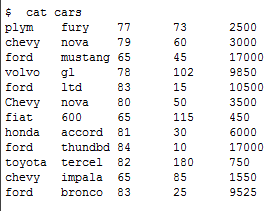 $ cat cars
plym fury 77 73 2500
chevy nova 79 60 3000
ford mustang 65 45 17000
volvo gl 78 102 9850
ford ltd 83 15 10500
Chevy nova 80 50 3500
fiat 600 65 115 450
honda accord 81 30 6000
ford thundbd 84 10 17000
toyota tercel 82 180 750
chevy impala 65 85 1550
ford bronco 83 25 9525